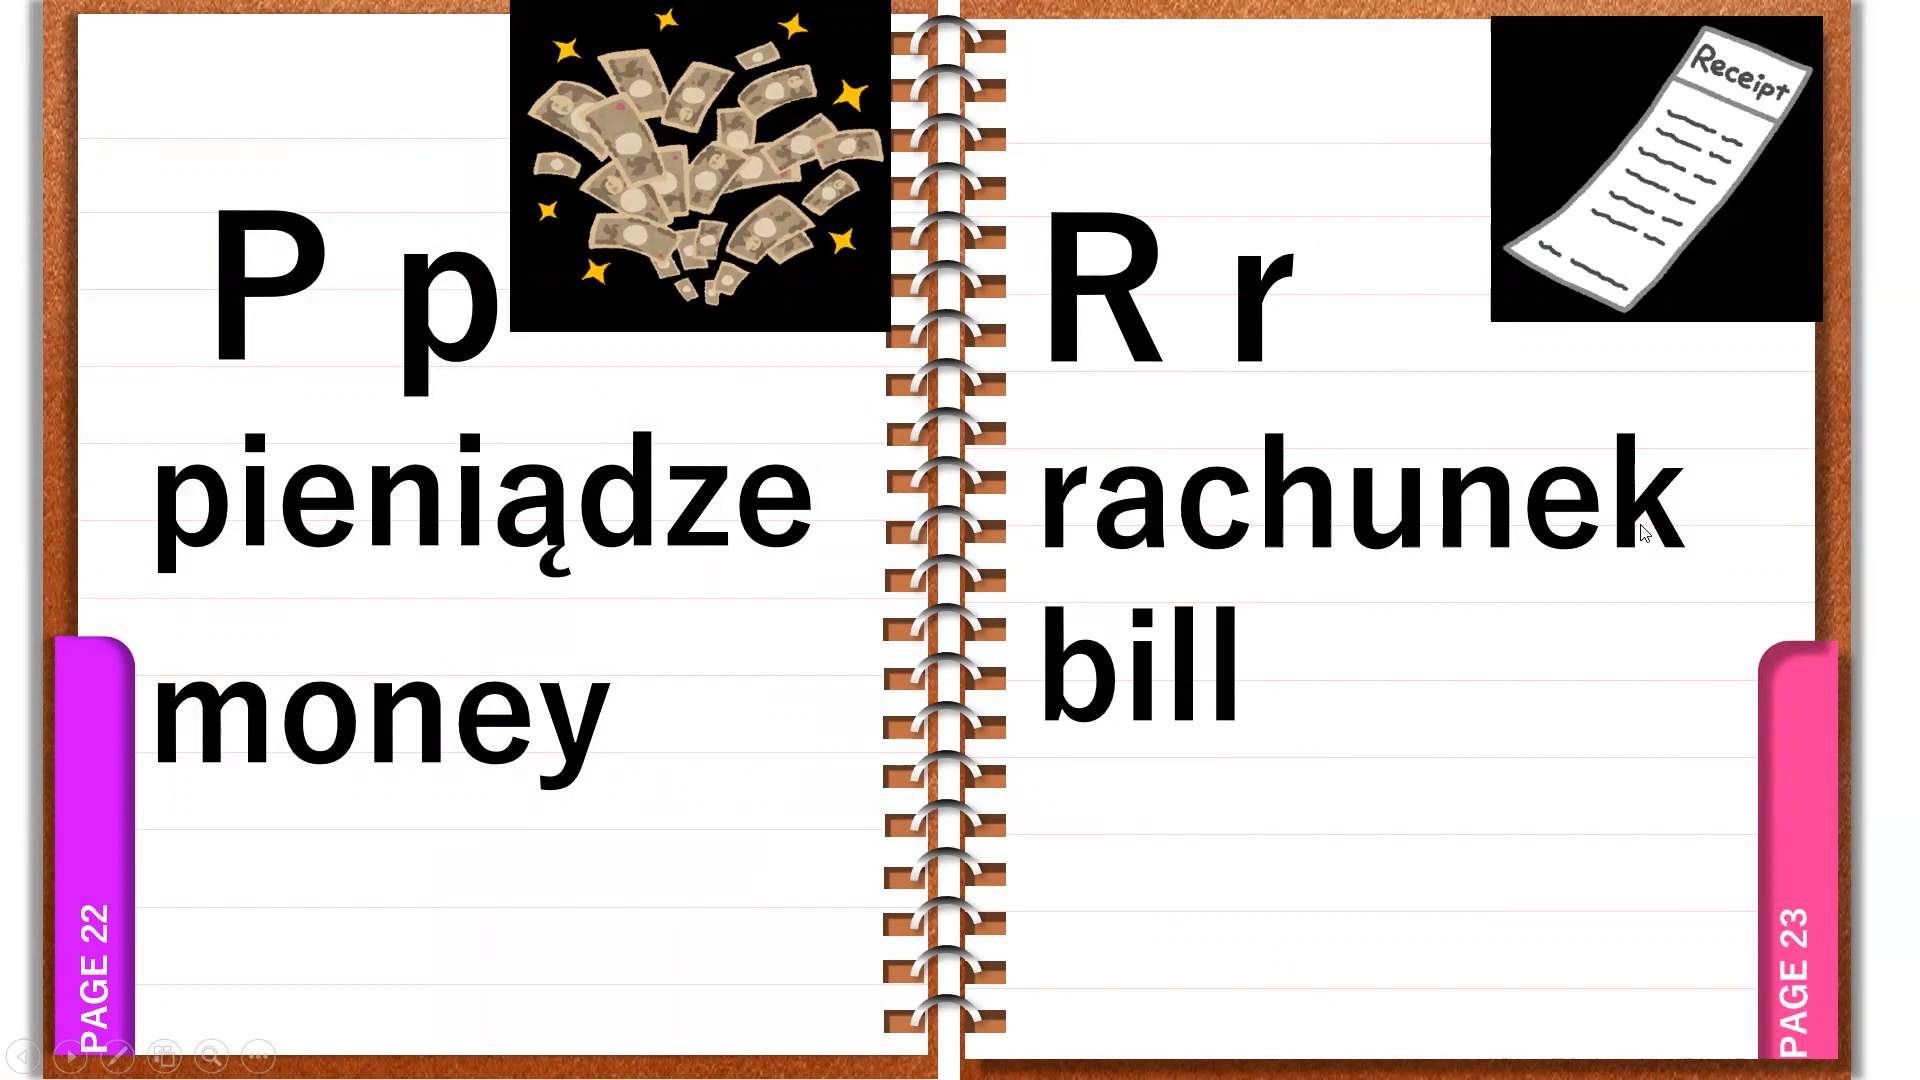 P p
pieniądze
money
PAGE 22
Receipt
R r
rachunek
bill
PAGE 23